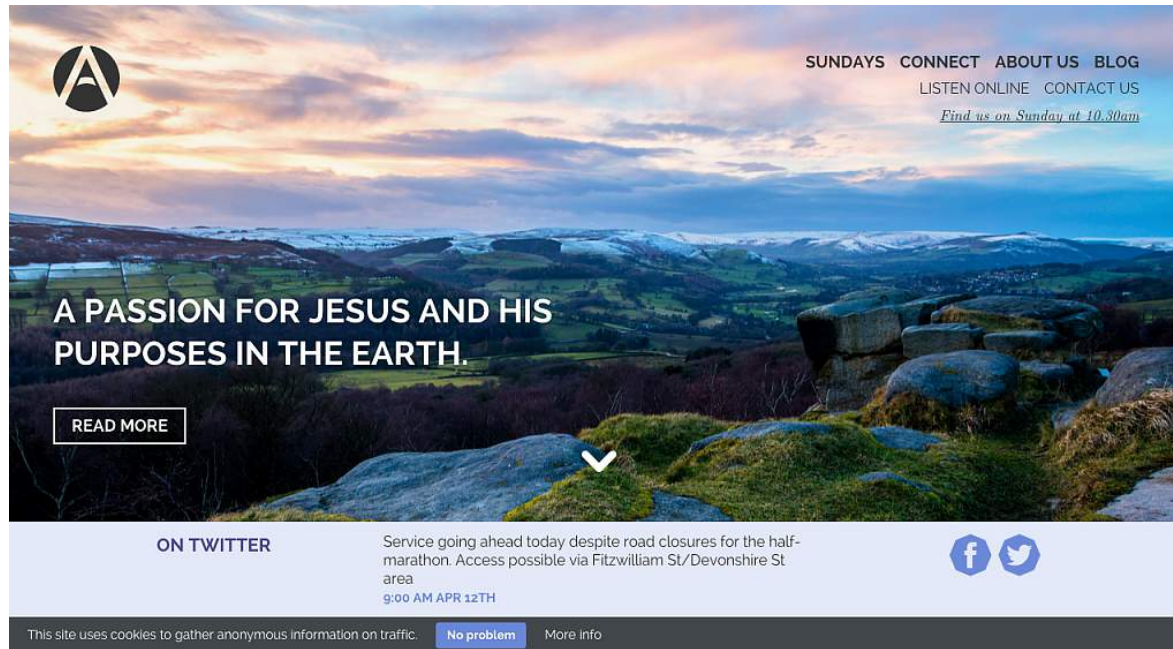 SUNDAYS CONNECT ABOUT US BLOG
LISTEN ONLINE CONTACT US
Find us on Sunday at 10.30am
A PASSION FOR JESUS AND HIS
PURPOSES IN THE EARTH.
READ MORE
ON TWITTER
Service going ahead today despite road closures for the half-
marathon. Access possible via Fitzwilliam St/Devonshire St
area
9:00 AM APR 12TH
This site uses cookies to gather anonymous information on traffic. No problem More info